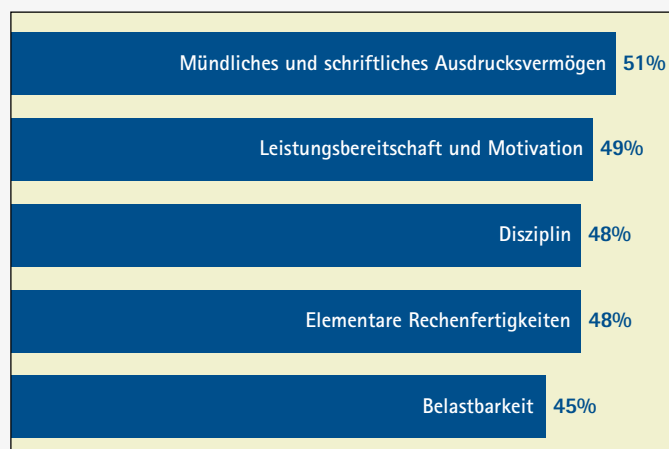 Mündliches und schriftliches Ausdrucksvermögen 51%
Leistungsbereitschaft und Motivation 49%
Disziplin 48%
Elementare Rechenfertigkeiten 48%
Belastbarkeit 45%